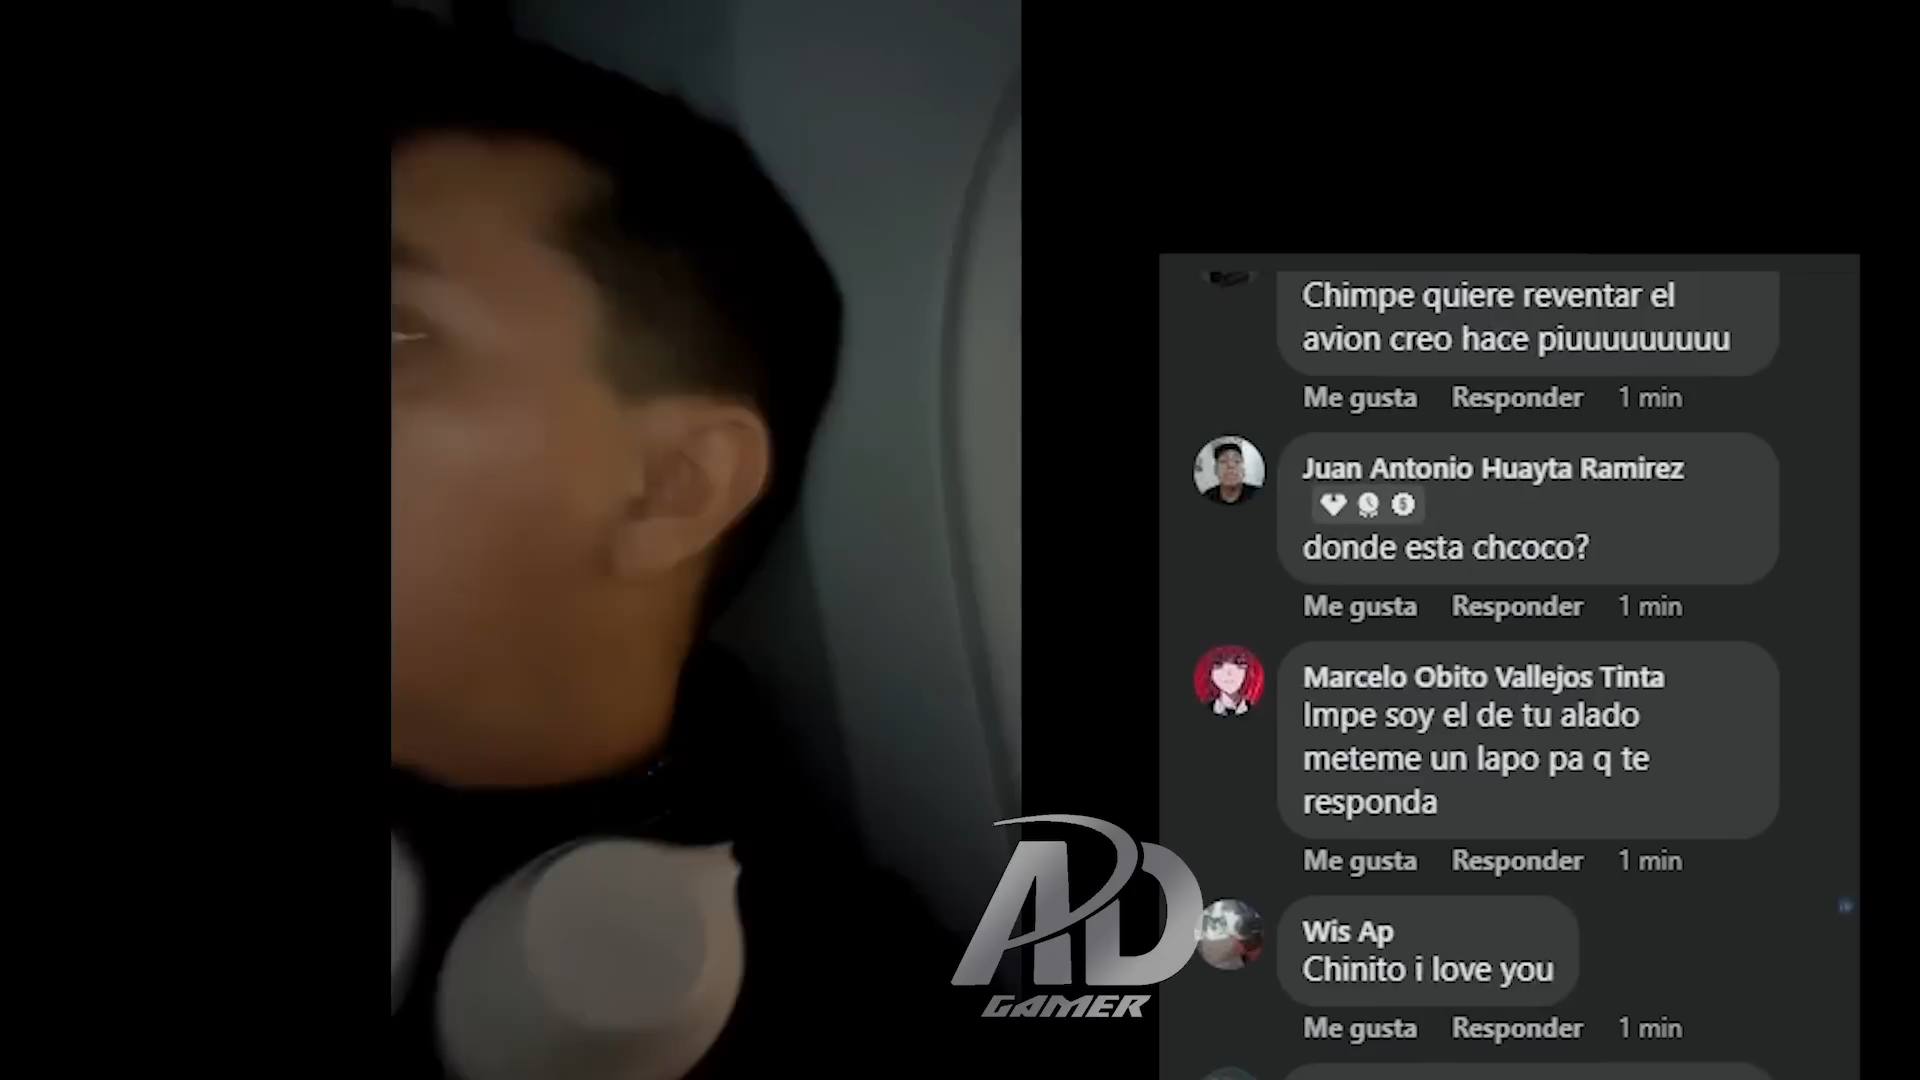 Chimpe quiere reventar el
avion creo hace piuuuuuuuuu
Me gusta Responder 1 min
Juan Antonio Huayta Ramirez
donde esta chcoco?
Me gusta Responder 1 min
Marcelo Obito Vallejos Tinta
Impe soy el de tu alado
meteme un lapo pa q te
responda
Me gusta Responder 1 min
AD
GAMER
Wis Ap
Chinito i love you
Me gusta Responder 1 min